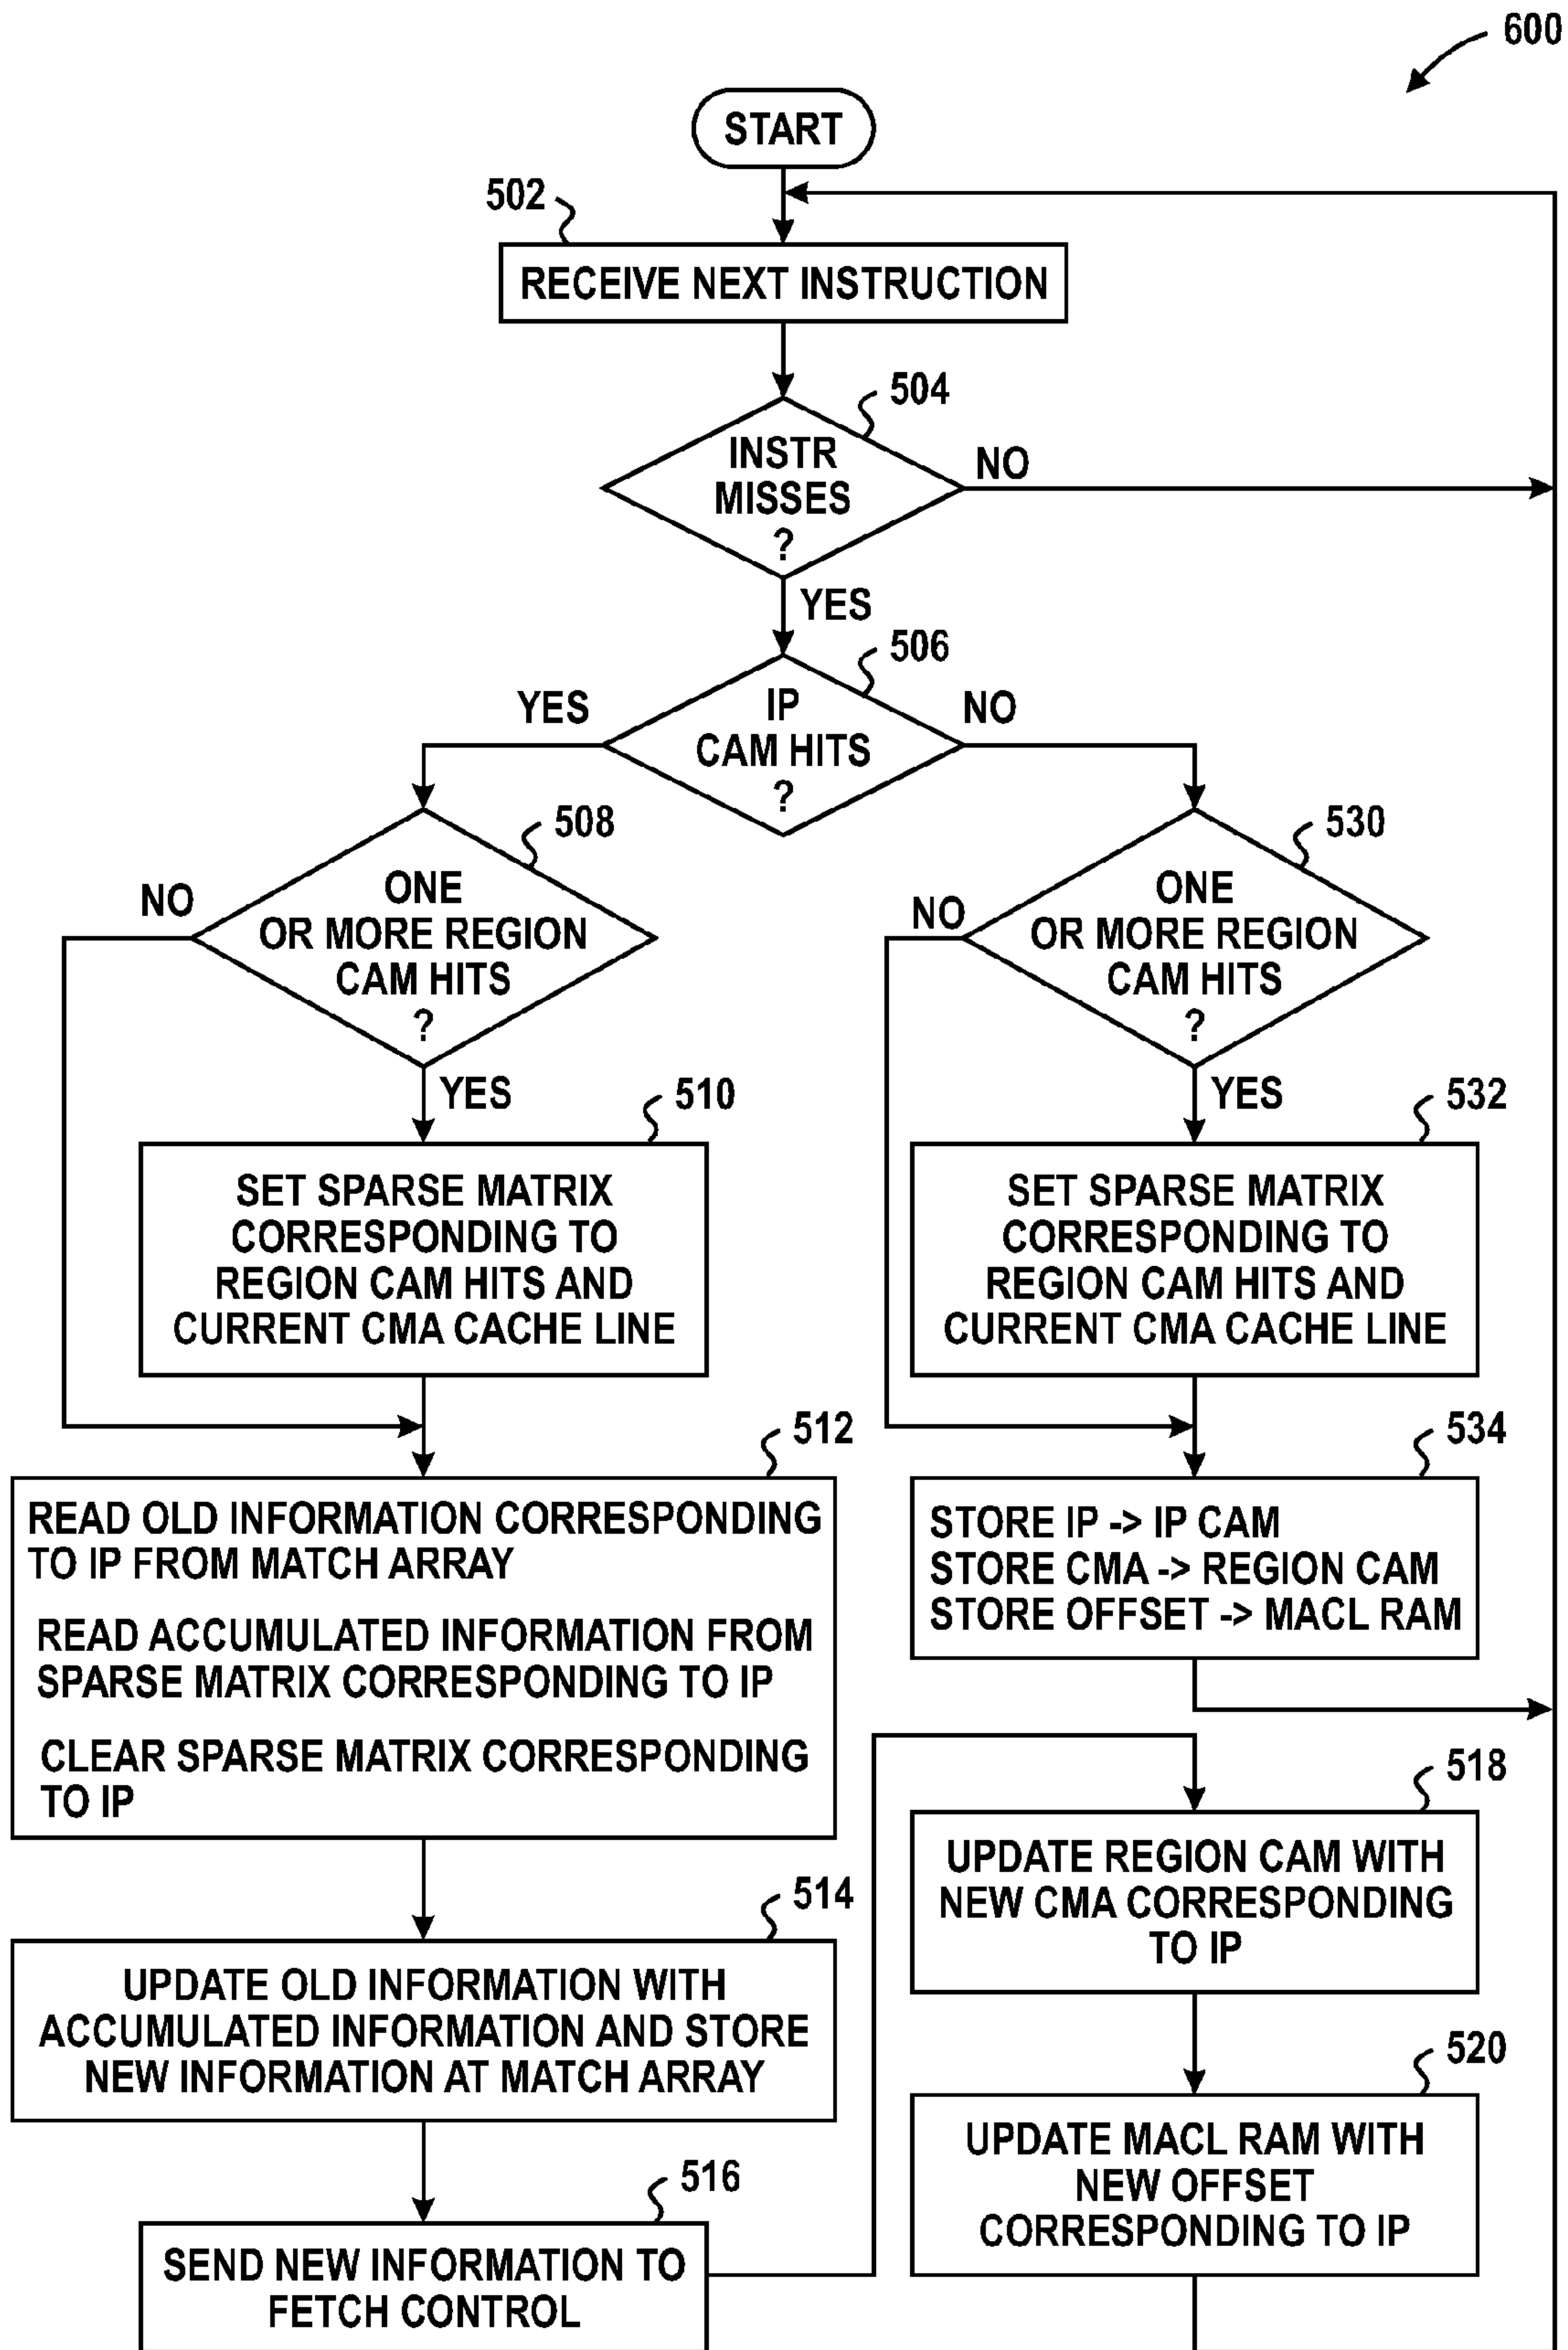 600
START
502
RECEIVE NEXT INSTRUCTION
504
INSTR
MISSES
?
NO
YES
506
IP
CAM HITS
?
YES
NO
508
ONE
OR MORE REGION
CAM HITS
?
NO
YES
530
ONE
OR MORE REGION
CAM HITS
?
NO
YES
510
SET SPARSE MATRIX
CORRESPONDING TO
REGION CAM HITS AND
CURRENT CMA CACHE LINE
532
SET SPARSE MATRIX
CORRESPONDING TO
REGION CAM HITS AND
CURRENT CMA CACHE LINE
512
READ OLD INFORMATION CORRESPONDING
TO IP FROM MATCH ARRAY
READ ACCUMULATED INFORMATION FROM
SPARSE MATRIX CORRESPONDING TO IP
CLEAR SPARSE MATRIX CORRESPONDING
TO IP
534
STORE IP -> IP CAM
STORE CMA -> REGION CAM
STORE OFFSET -> MACL RAM
514
UPDATE OLD INFORMATION WITH
ACCUMULATED INFORMATION AND STORE
NEW INFORMATION AT MATCH ARRAY
516
SEND NEW INFORMATION TO
FETCH CONTROL
518
UPDATE REGION CAM WITH
NEW CMA CORRESPONDING
TO IP
520
UPDATE MACL RAM WITH
NEW OFFSET
CORRESPONDING TO IP